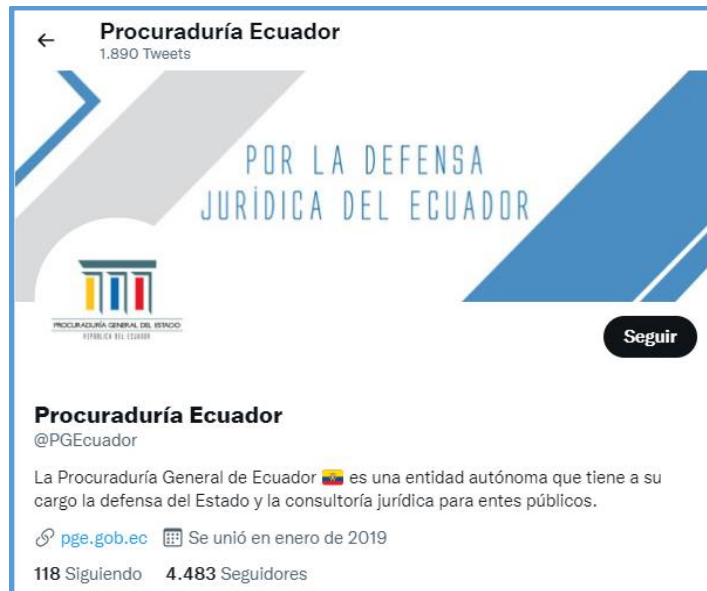 Procuraduría Ecuador
1.890 Tweets
POR LA DEFENSA
JURÍDICA DEL ECUADOR
PROCURADURÍA GENERAL DEL ESTADO
REPÚBLICA DEL ECUADOR
Seguir
Procuraduría Ecuador
@PGEcuador
La Procuraduría General de Ecuador 🇪🇨 es una entidad autónoma que tiene a su
cargo la defensa del Estado y la consultoría jurídica para entes públicos.
pge.gob.ec Se unió en enero de 2019
118 Siguiendo 4.483 Seguidores